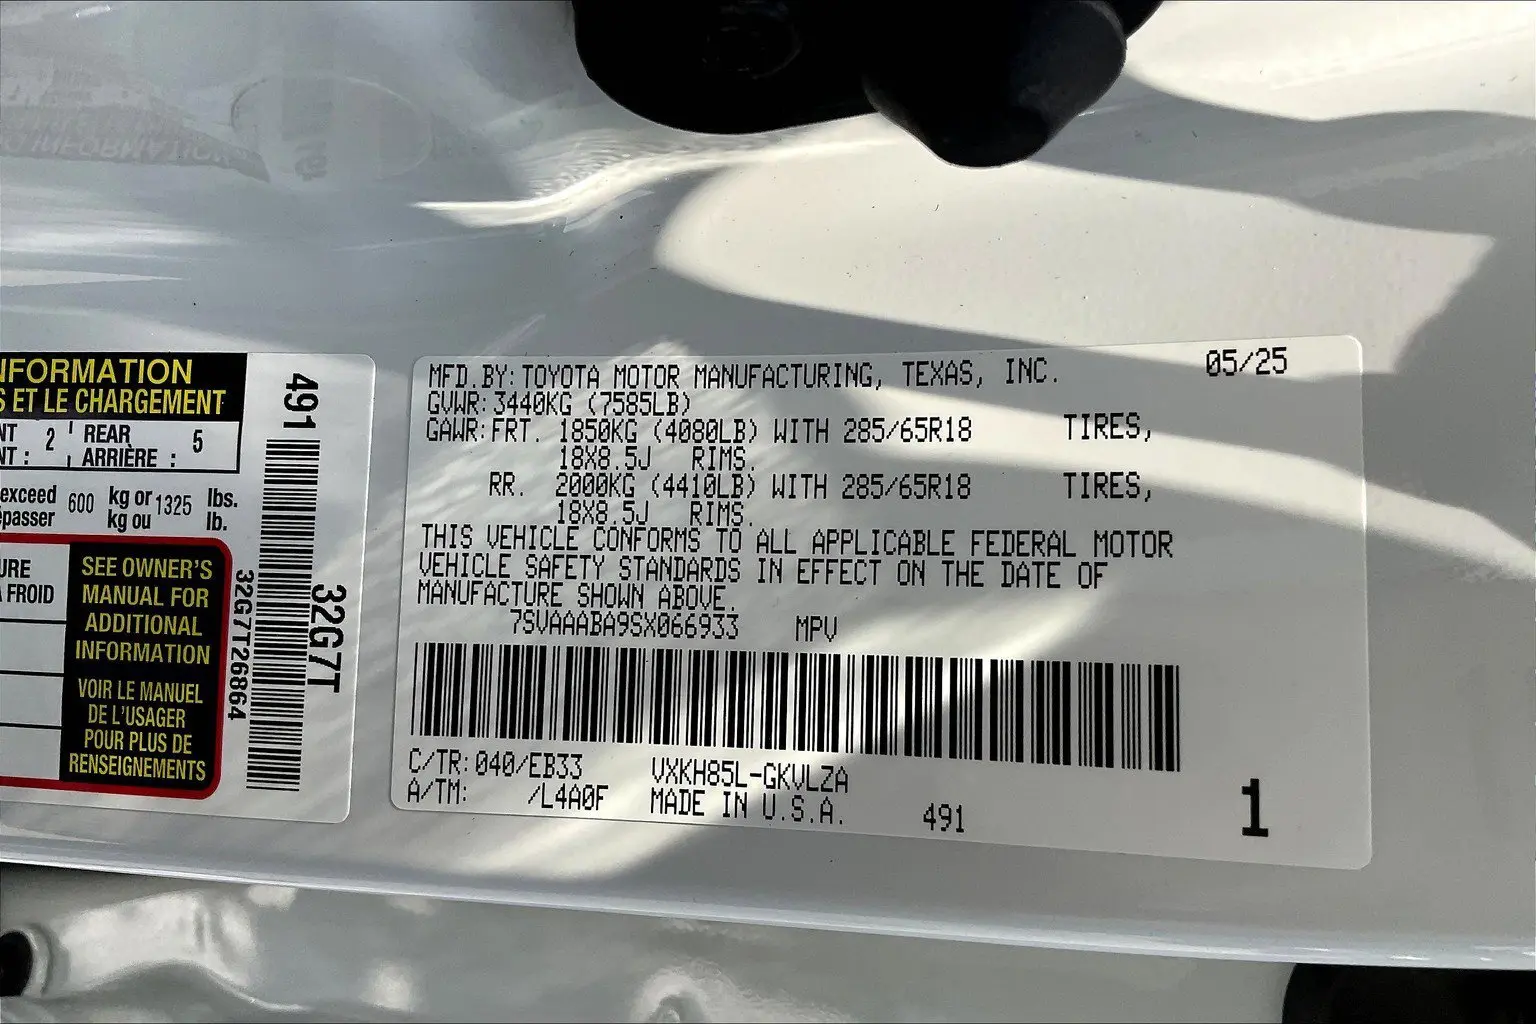 NFORMATION
S ET LE CHARGEMENT
NT 2 REAR 5
NT : ARRIÈRE :
exceed 600 kg or 1325 lbs.
épasser kg ou lb.
URE
À FROID
SEE OWNER'S
MANUAL FOR
ADDITIONAL
INFORMATION
VOIR LE MANUEL
DE L'USAGER
POUR PLUS DE
RENSEIGNEMENTS
491
32G7T
32G7T26864
MFD.BY:TOYOTA MOTOR MANUFACTURING, TEXAS, INC. 05/25
GVWR:3440KG (7585LB)
GAWR:FRT. 1850KG (4080LB) WITH 285/65R18 TIRES,
18X8.5J RIMS.
RR. 2000KG (4410LB) WITH 285/65R18 TIRES,
18X8.5J RIMS.
THIS VEHICLE CONFORMS TO ALL APPLICABLE FEDERAL MOTOR
VEHICLE SAFETY STANDARDS IN EFFECT ON THE DATE OF
MANUFACTURE SHOWN ABOVE.
7SVAAABA9SX066933 MPV
C/TR:040/EB33 VXKH85L-GKVLZA
A/TM: /L4A0F MADE IN U.S.A. 491 1